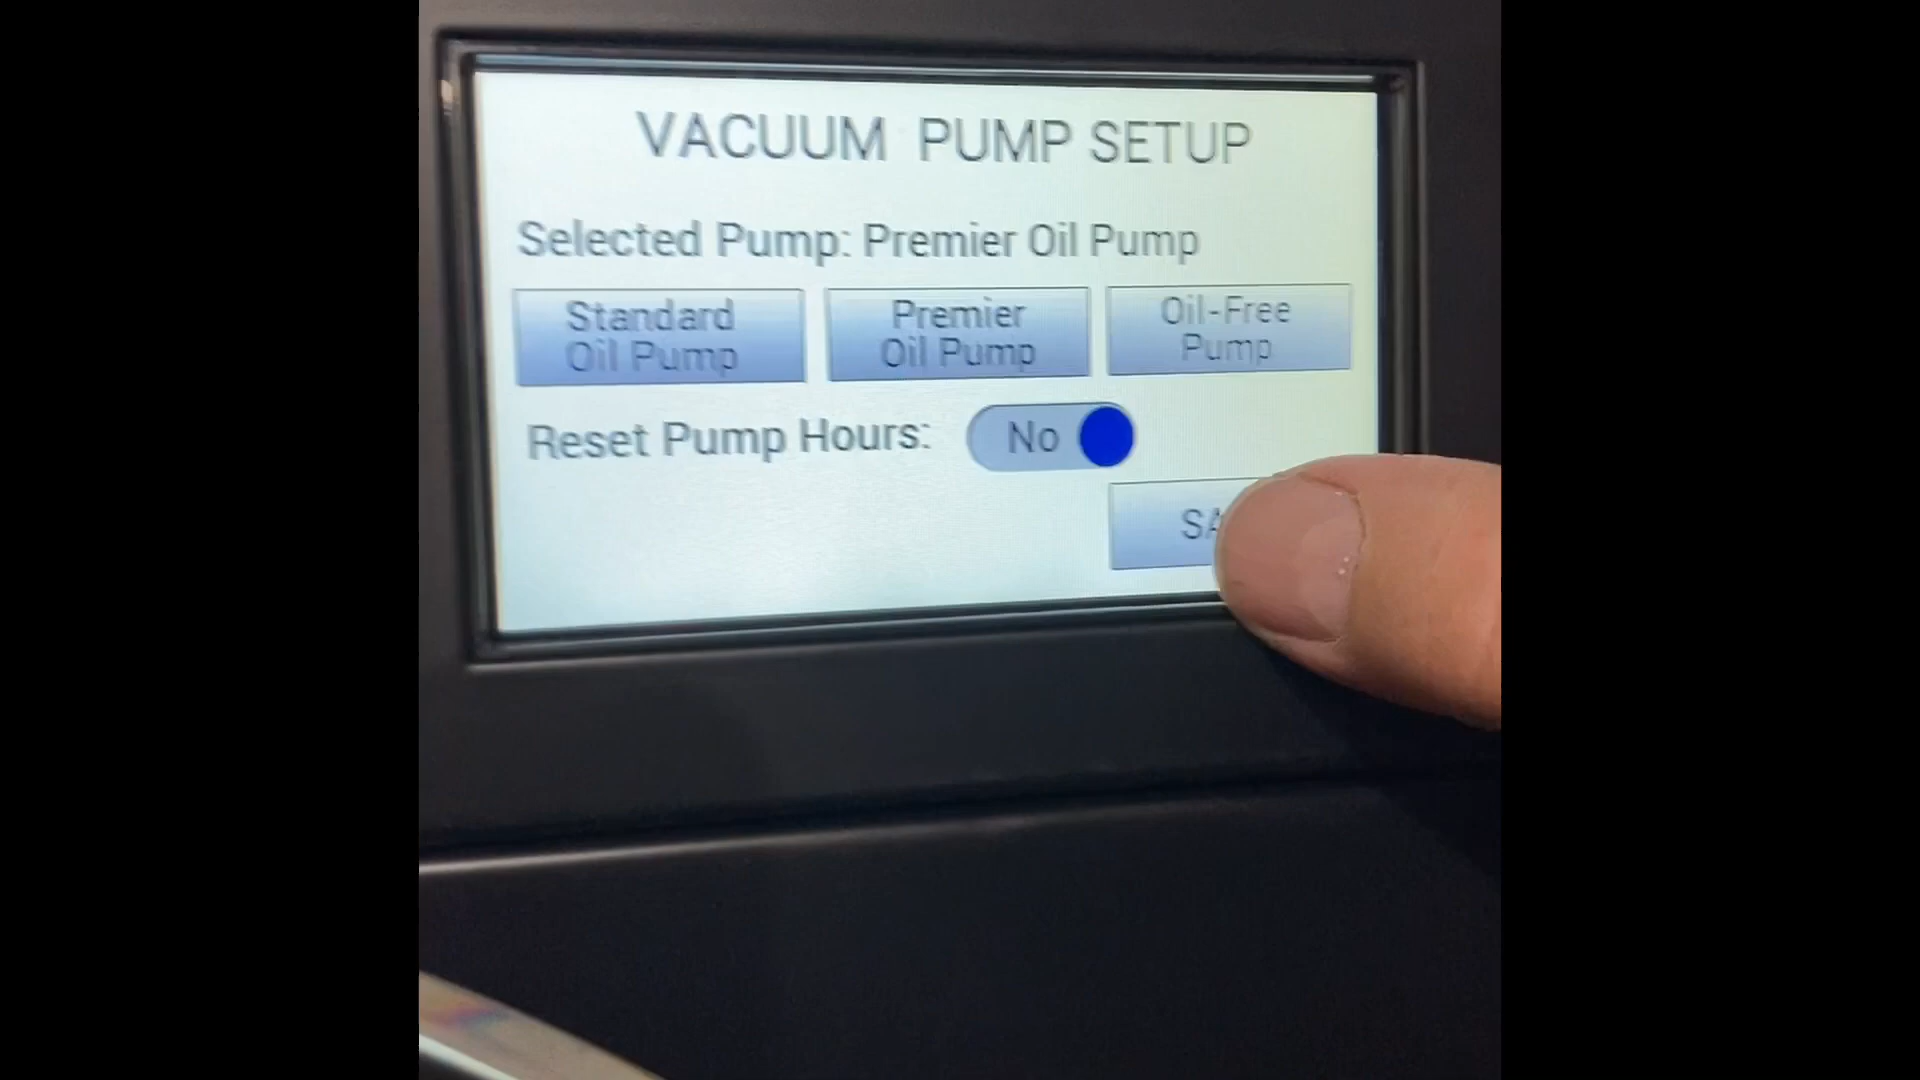 VACUUM PUMP SETUP
Selected Pump: Premier Oil Pump
Standard
Oil Pump
Premier
Oil Pump
Oil-Free
Pump
Reset Pump Hours: No